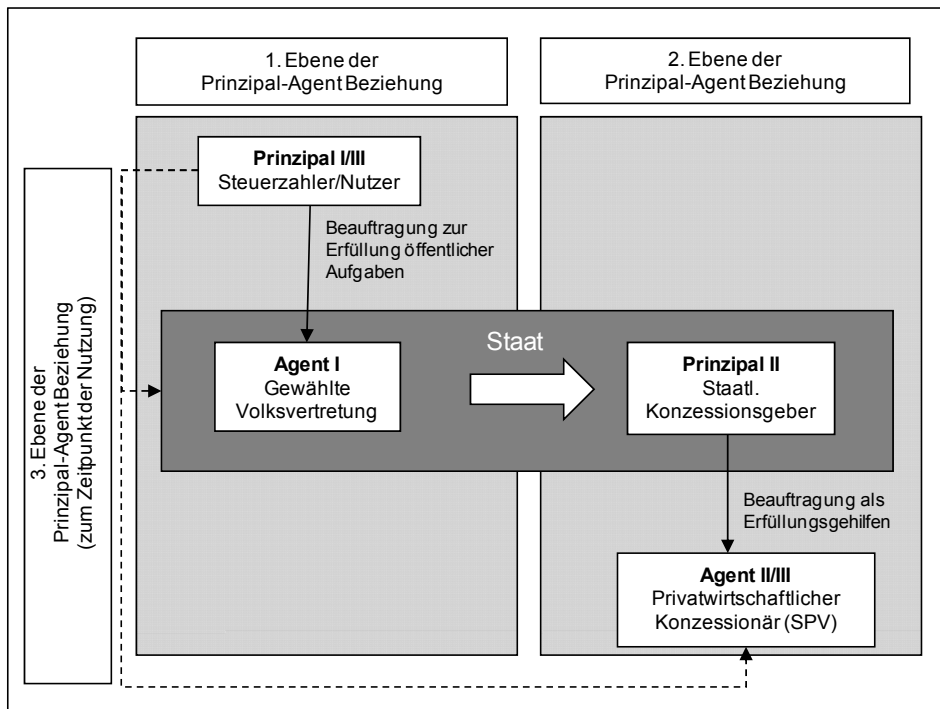 1. Ebene der
Prinzipal-Agent Beziehung
2. Ebene der
Prinzipal-Agent Beziehung
3. Ebene der
Prinzipal-Agent Beziehung
(zum Zeitpunkt der Nutzung)
Prinzipal I/III
Steuerzahler/Nutzer
Beauftragung zur
Erfüllung öffentlicher
Aufgaben
Staat
Agent I
Gewählte
Volksvertretung
Prinzipal II
Staatl.
Konzessionsgeber
Beauftragung als
Erfüllungsgehilfen
Agent II/III
Privatwirtschaftlicher
Konzessionär (SPV)